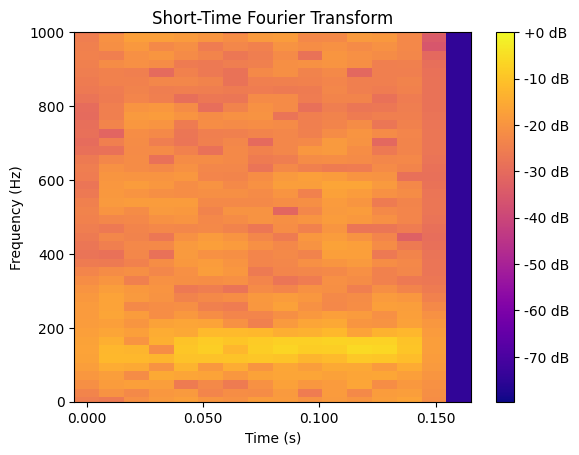 Short-Time Fourier Transform
1000
800
600
400
200
0
Frequency (Hz)
0.000
0.050
0.100
0.150
Time (s)
+0 dB
-10 dB
-20 dB
-30 dB
-40 dB
-50 dB
-60 dB
-70 dB